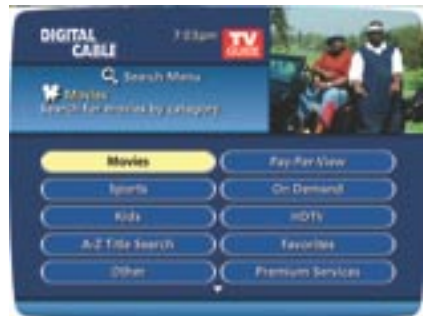 DIGITAL CABLE
7:03pm
TV GUIDE
Search Menu
Movies
Search for movies by category.
Movies
Pay-Per-View
Sports
On Demand
Kids
HDTV
A-Z Title Search
Favorites
Other
Premium Services